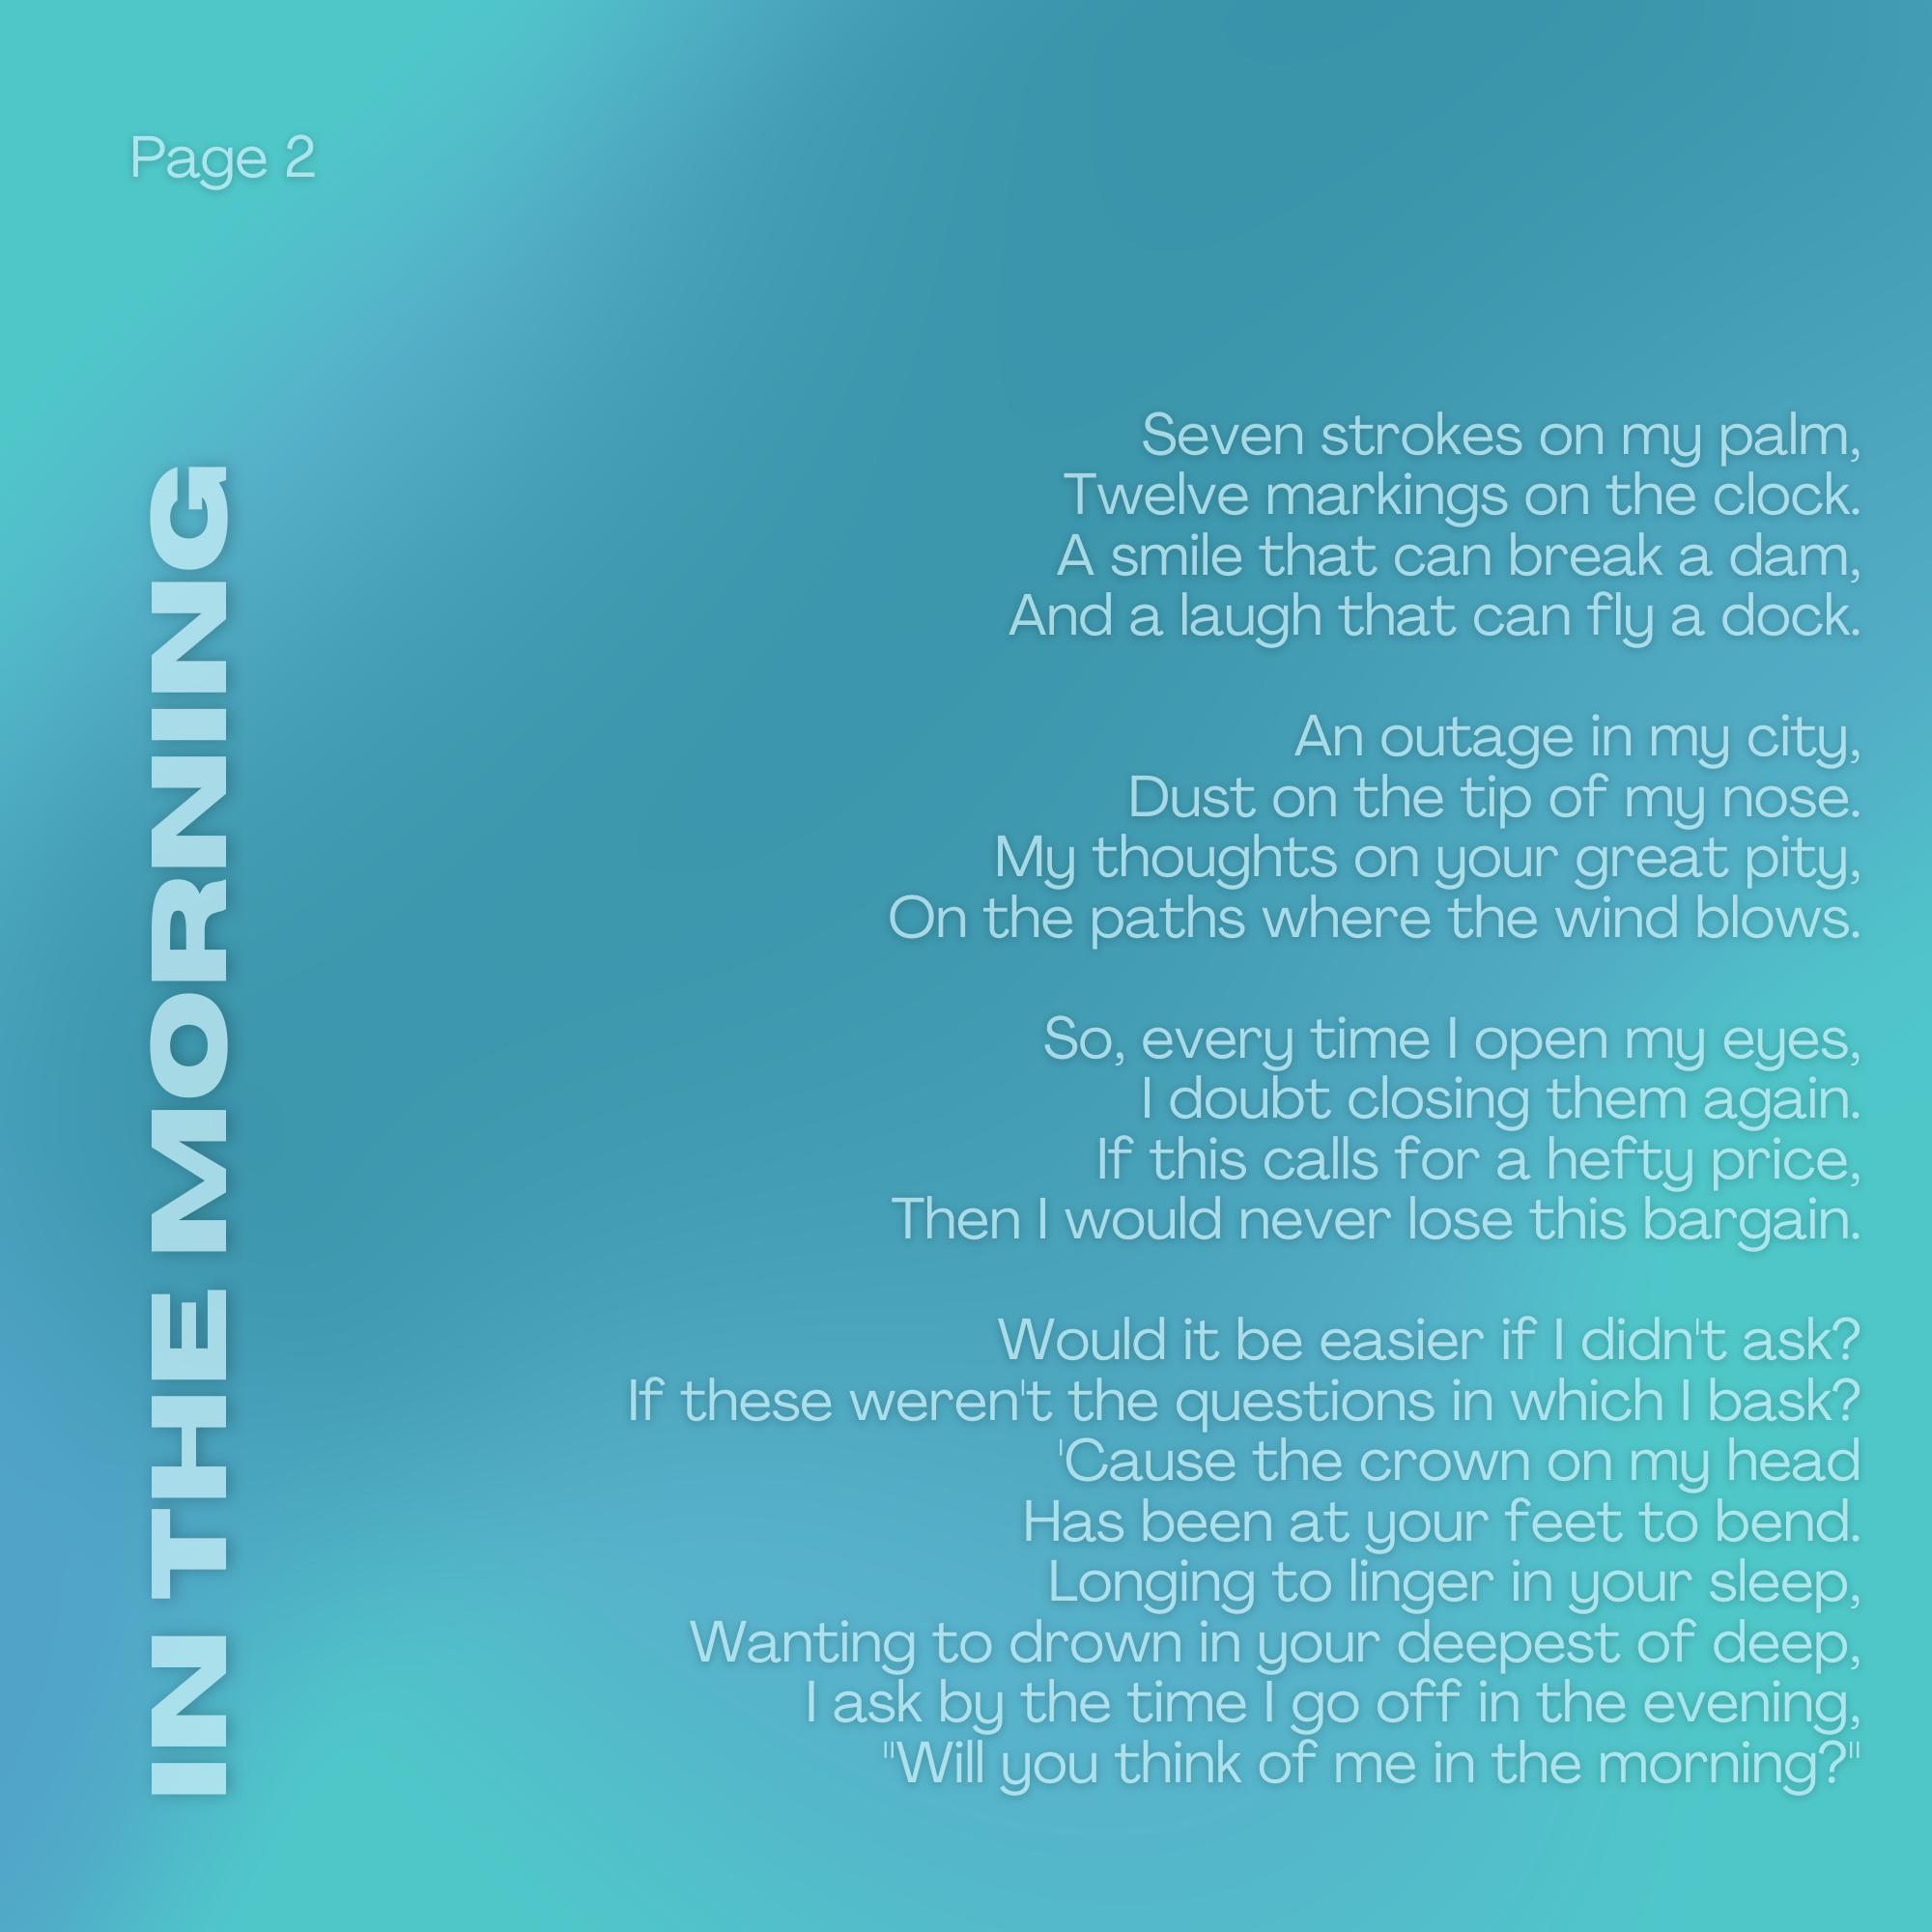 Page 2
IN THE MORNING
Seven strokes on my palm,
Twelve markings on the clock.
A smile that can break a dam,
And a laugh that can fly a dock.
An outage in my city,
Dust on the tip of my nose.
My thoughts on your great pity,
On the paths where the wind blows.
So, every time I open my eyes,
I doubt closing them again.
If this calls for a hefty price,
Then I would never lose this bargain.
Would it be easier if I didn't ask?
If these weren't the questions in which I bask?
'Cause the crown on my head
Has been at your feet to bend.
Longing to linger in your sleep,
Wanting to drown in your deepest of deep,
I ask by the time I go off in the evening,
"Will you think of me in the morning?"